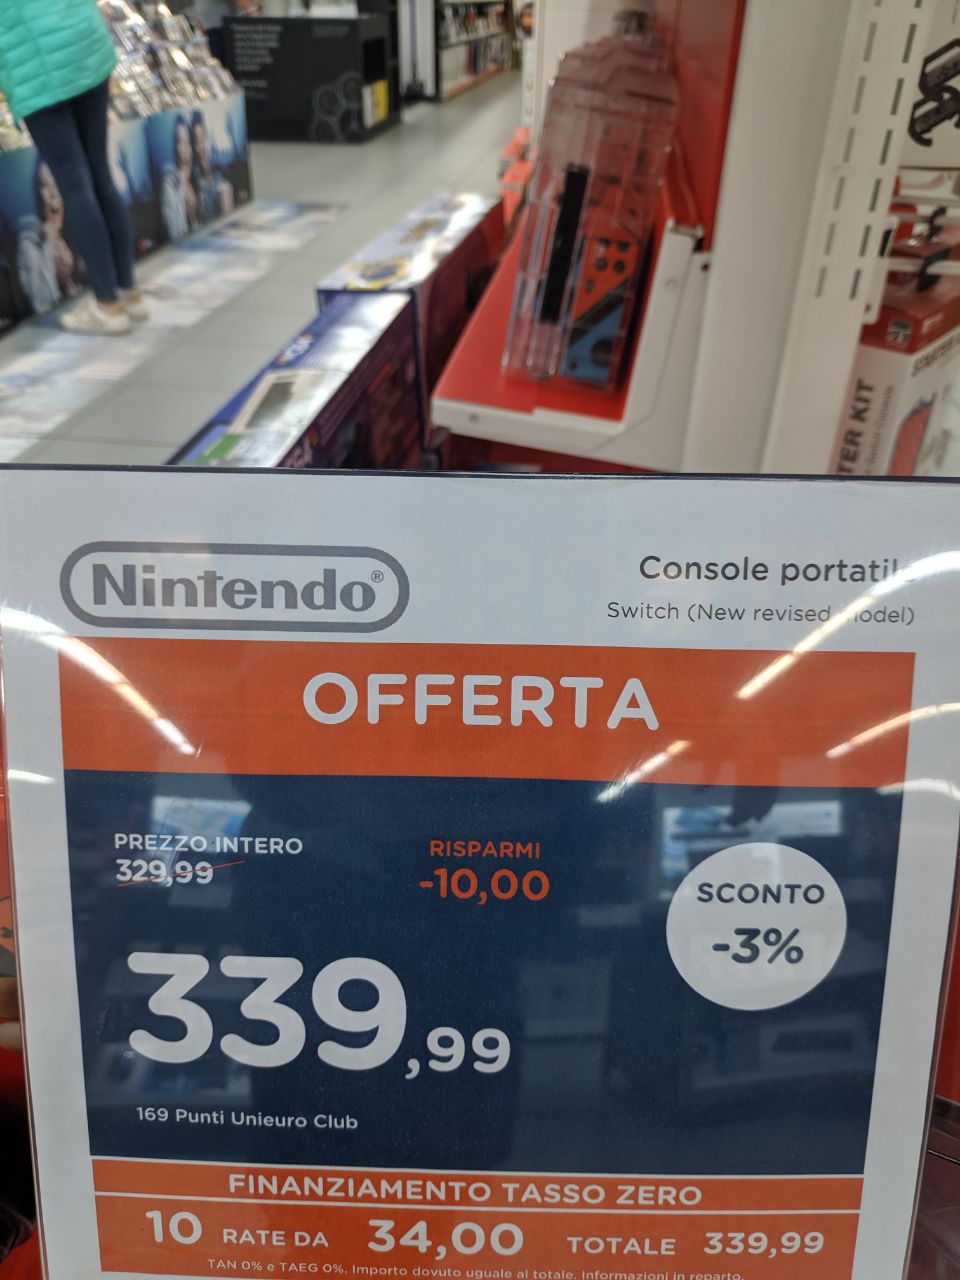 TER KIT
Nintendo®
Console portatile
Switch (New revised model)
OFFERTA
PREZZO INTERO
329,99
RISPARMI
-10,00
SCONTO
-3%
339,99
169 Punti Unieuro Club
FINANZIAMENTO TASSO ZERO
10 RATE DA 34,00 TOTALE 339,99
TAN 0% e TAEG 0%. Importo dovuto uguale al totale. Informazioni in reparto.